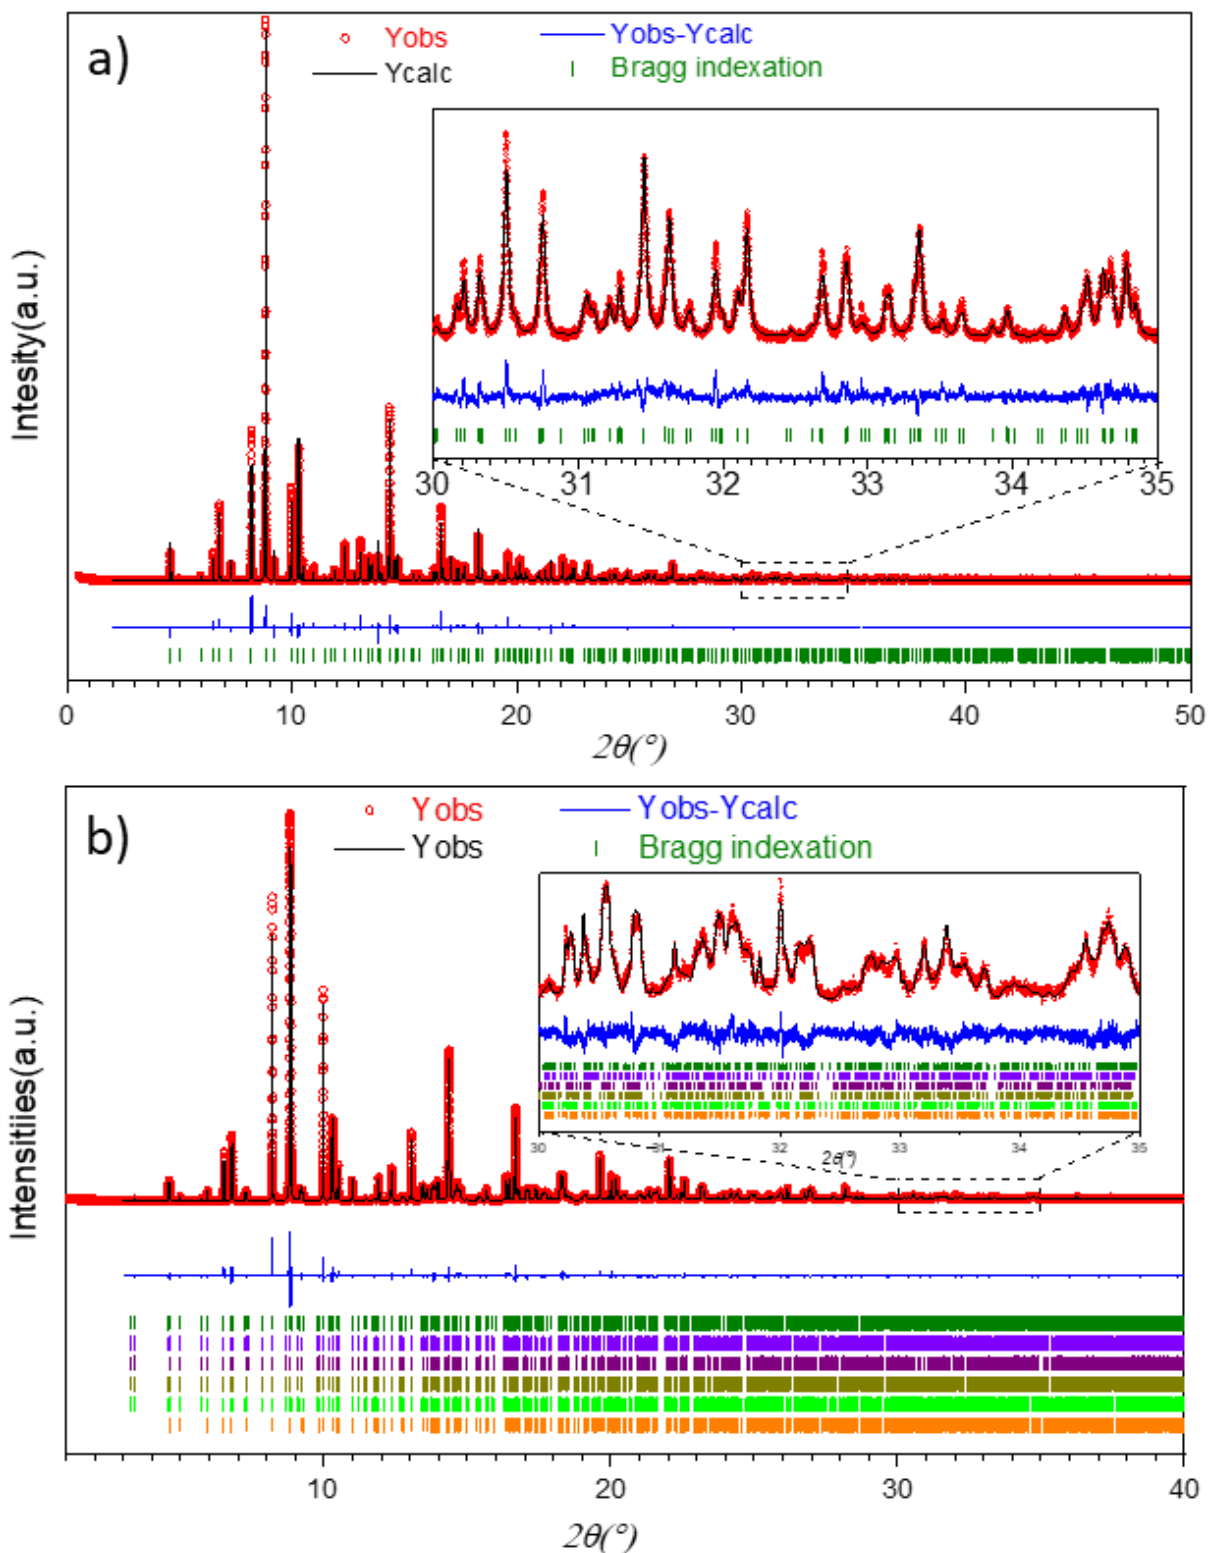 a)
Yobs
Yobs-Ycalc
Ycalc
Bragg indexation
Intesity(a.u.)
30 31 32 33 34 35
0 10 20 30 40 50
2θ(°)
b)
Yobs
Yobs-Ycalc
Yobs
Bragg indexation
Intensitiies(a.u.)
30 31 32 33 34 35
2θ(°)
10 20 30 40
2θ(°)